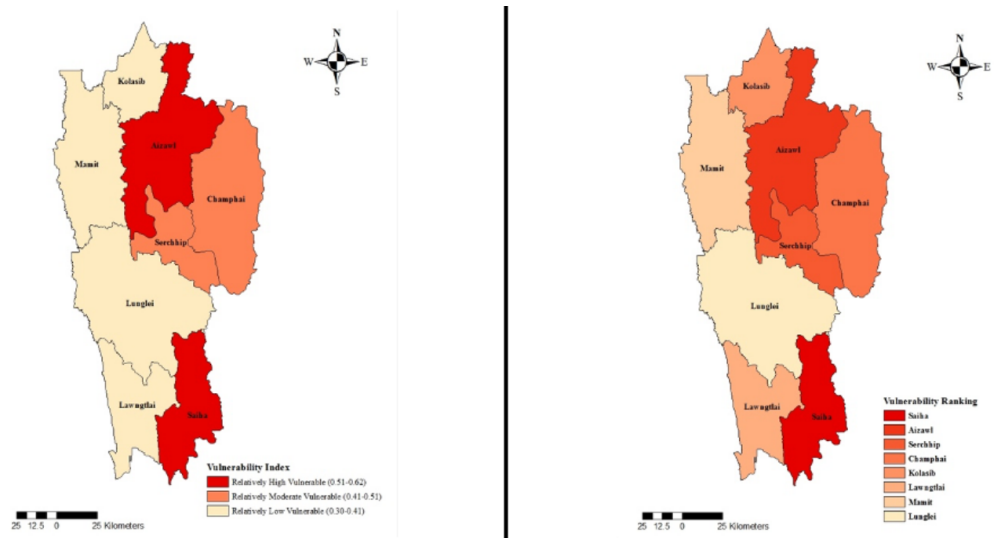 N
W E
S
Kolasib
Aizawl
Mamit
Champhai
Serchhip
Lunglei
Lawngtlai
Saiha
Vulnerability Index
Relatively High Vulnerable (0.51-0.62)
Relatively Moderate Vulnerable (0.41-0.51)
Relatively Low Vulnerable (0.30-0.41)
25 12.5 0 25 Kilometers
N
W E
S
Kolasib
Aizawl
Mamit
Champhai
Serchhip
Lunglei
Lawngtlai
Saiha
Vulnerability Ranking
Saiha
Aizawl
Serchhip
Champhai
Kolasib
Lawngtlai
Mamit
Lunglei
25 12.5 0 25 Kilometers